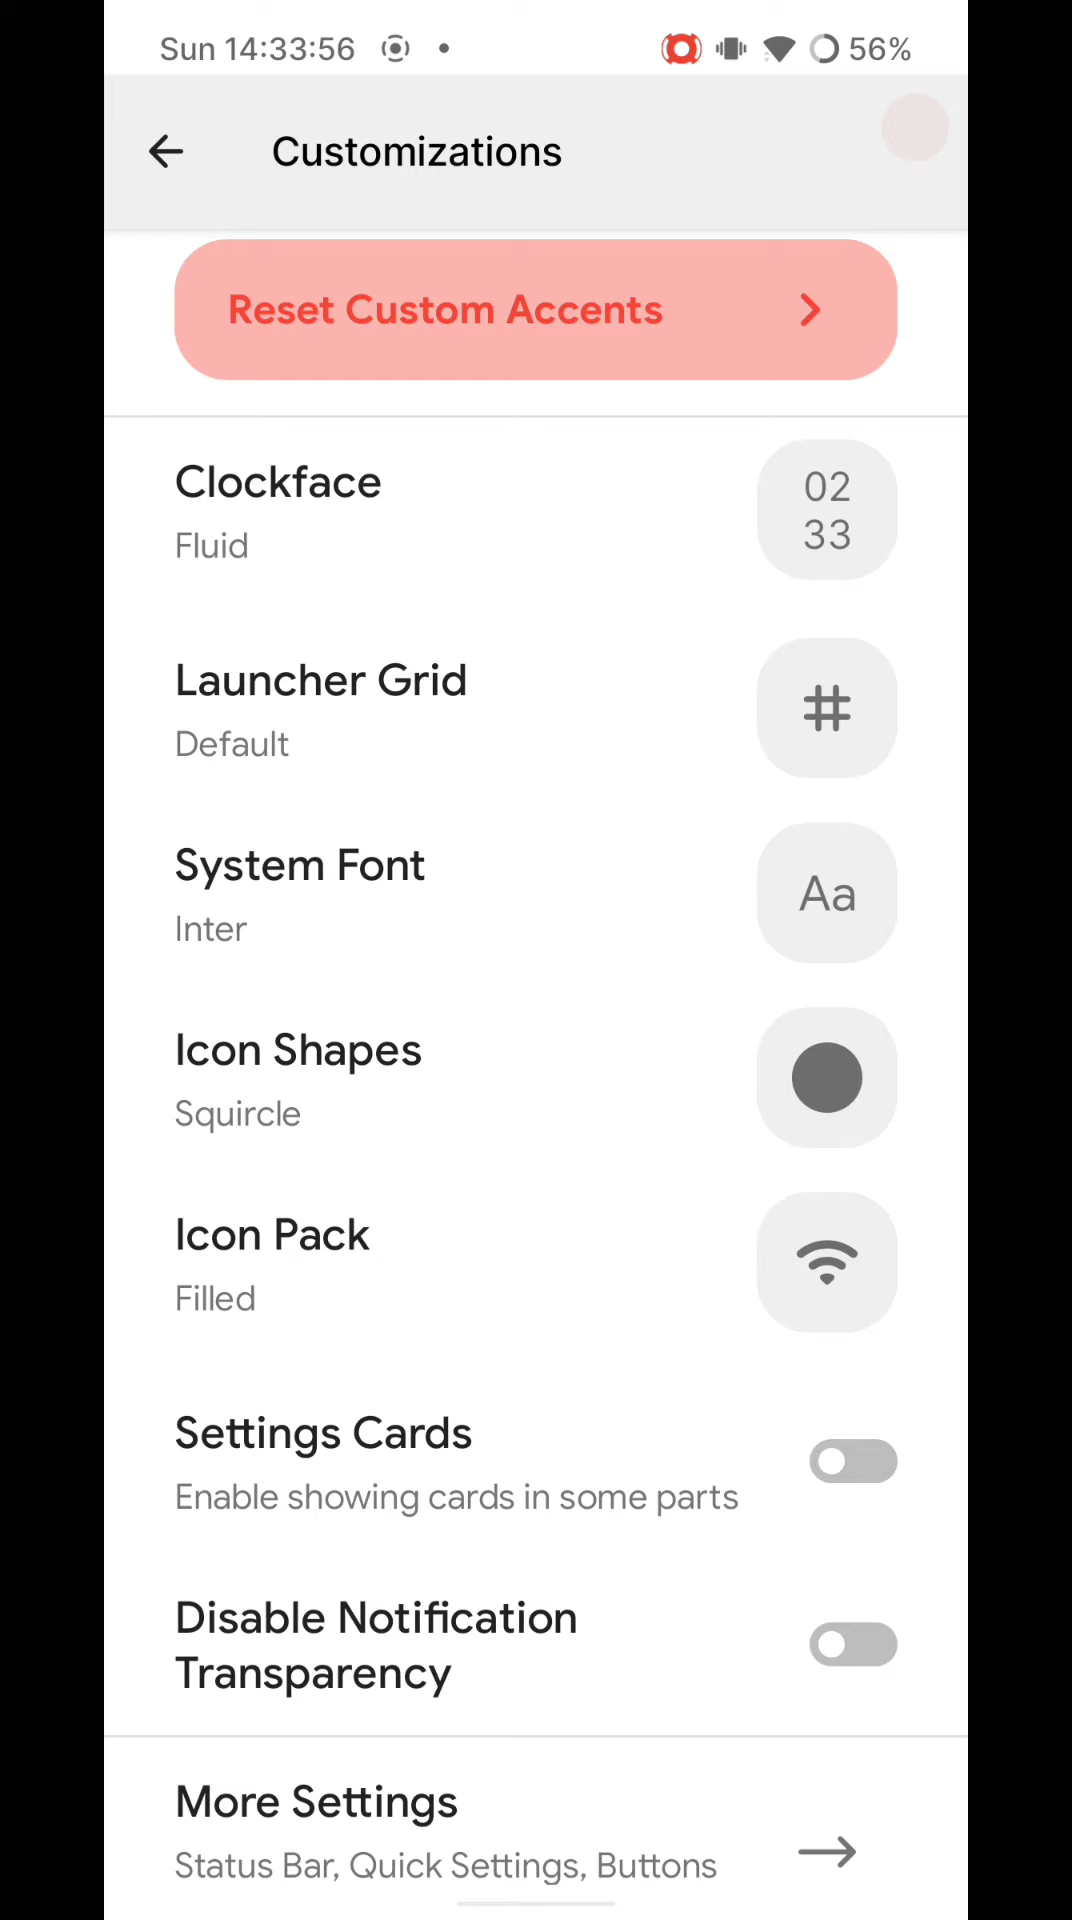 Sun 14:33:56 56%
Customizations
Reset Custom Accents
Clockface
Fluid
02
33
Launcher Grid
Default
System Font
Inter
Aa
Icon Shapes
Squircle
Icon Pack
Filled
Settings Cards
Enable showing cards in some parts
Disable Notification
Transparency
More Settings
Status Bar, Quick Settings, Buttons